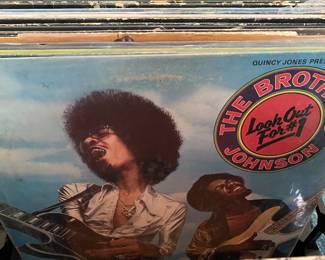 QUINCY JONES PRE
THE BROTH
Look Out
For #1
JOHNSON